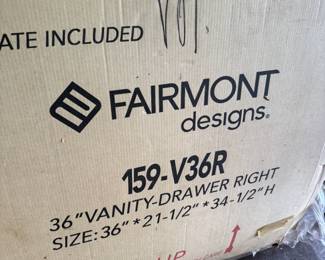 ATE INCLUDED
FAIRMONT
designs®
159-V36R
36"VANITY-DRAWER RIGHT
SIZE:36"*21-1/2"*34-1/2"H